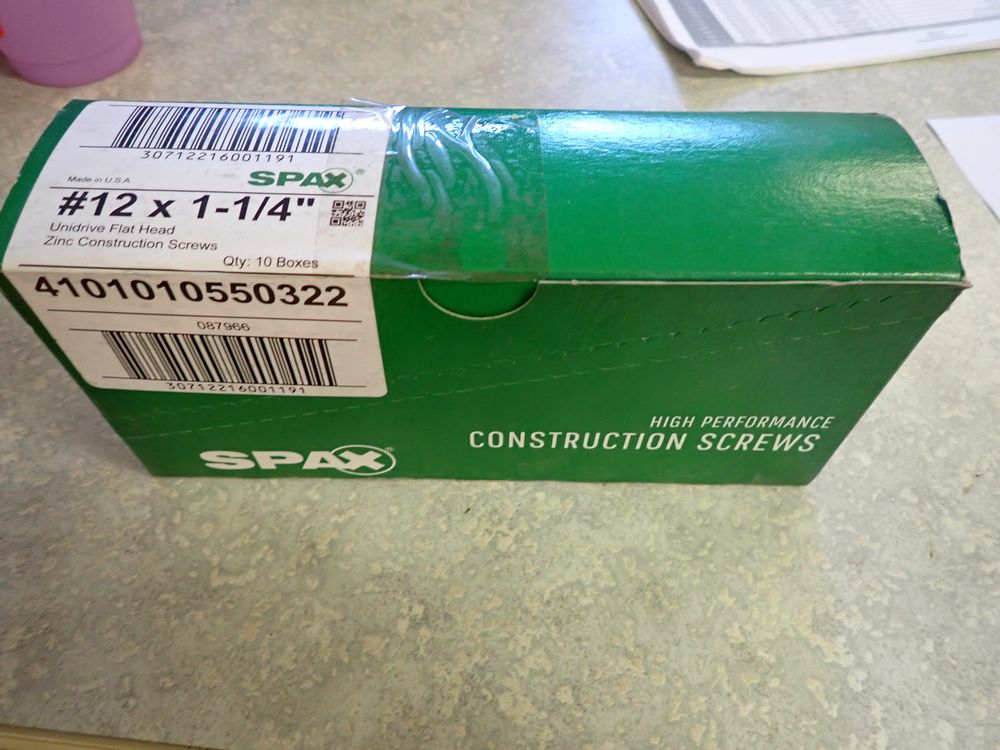 30712216001191
Made in U.S.A.
SPAX®
#12 x 1-1/4"
Unidrive Flat Head
Zinc Construction Screws
Qty: 10 Boxes
4101010550322
087966
30712216001191
SPAX®
HIGH PERFORMANCE
CONSTRUCTION SCREWS